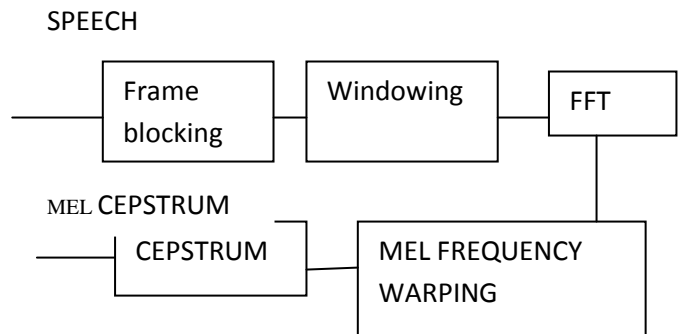 SPEECH
Frame
blocking
Windowing
FFT
MEL CEPSTRUM
CEPSTRUM
MEL FREQUENCY
WARPING